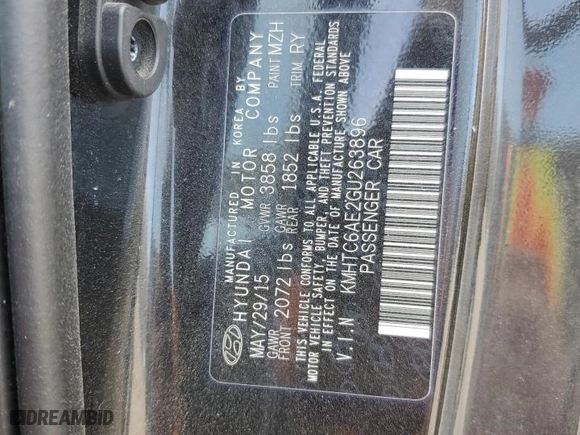 MANUFACTURED IN KOREA BY
HYUNDAI MOTOR COMPANY
MAY/29/15 GVWR 3858 lbs PAINT MZH
GAWR FRONT 2072 lbs GAWR REAR 1852 lbs TRIM RY
THIS VEHICLE CONFORMS TO ALL APPLICABLE U.S.A. FEDERAL
MOTOR VEHICLE SAFETY, BUMPER, AND THEFT PREVENTION STANDARDS
IN EFFECT ON THE DATE OF MANUFACTURE SHOWN ABOVE
V.I.N KMHTC6AE2GU263896
PASSENGER CAR
DREAMBID